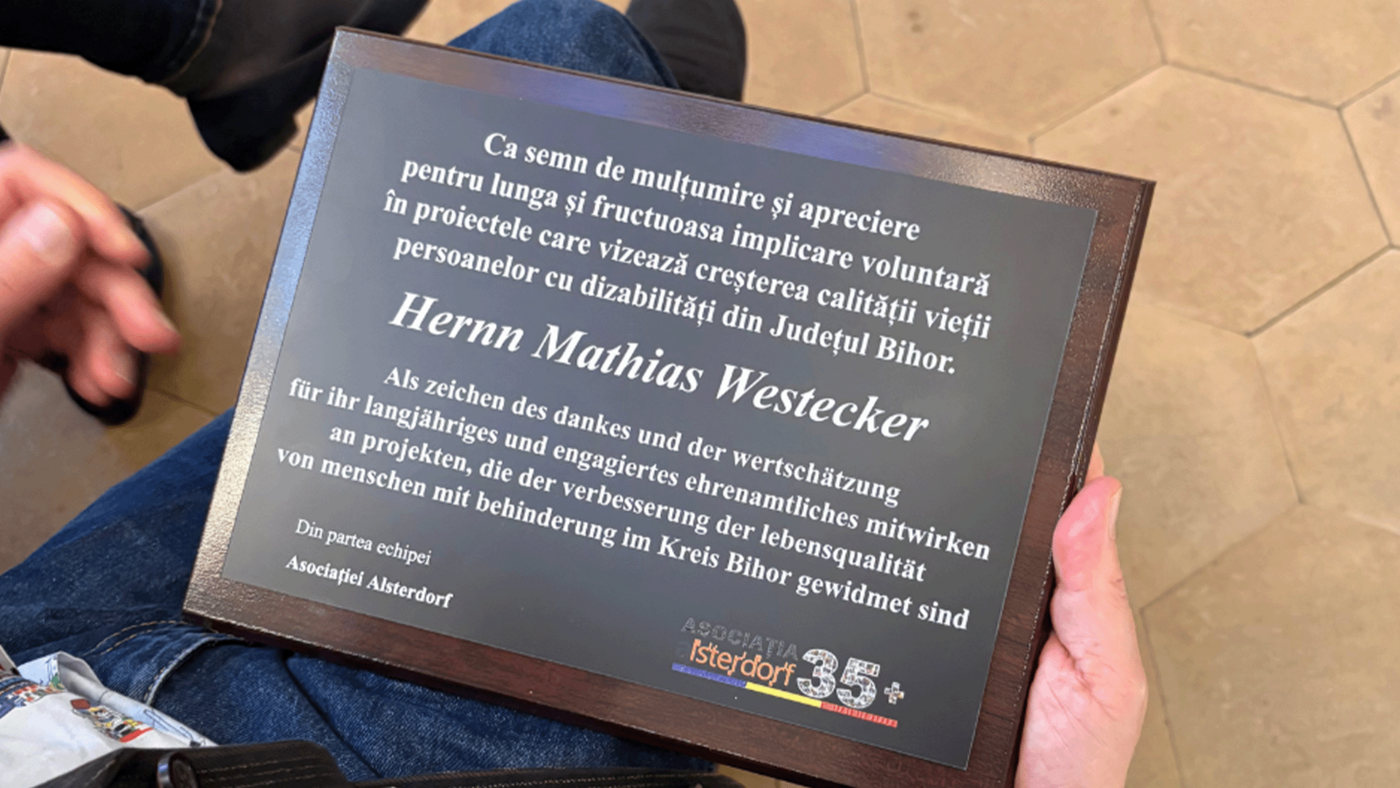 Ca semn de mulțumire și apreciere
pentru lunga și fructuoasa implicare voluntară
în proiectele care vizează creșterea calității vieții
persoanelor cu dizabilități din Județul Bihor.
Hernn Mathias Westecker
Als zeichen des dankes und der wertschätzung
für ihr langjähriges und engagiertes ehrenamtliches mitwirken
an projekten, die der verbesserung der lebensqualität
von menschen mit behinderung im Kreis Bihor gewidmet sind
Din partea echipei
Asociației Alsterdorf
ASOCIAȚIA
alsterdorf 35+